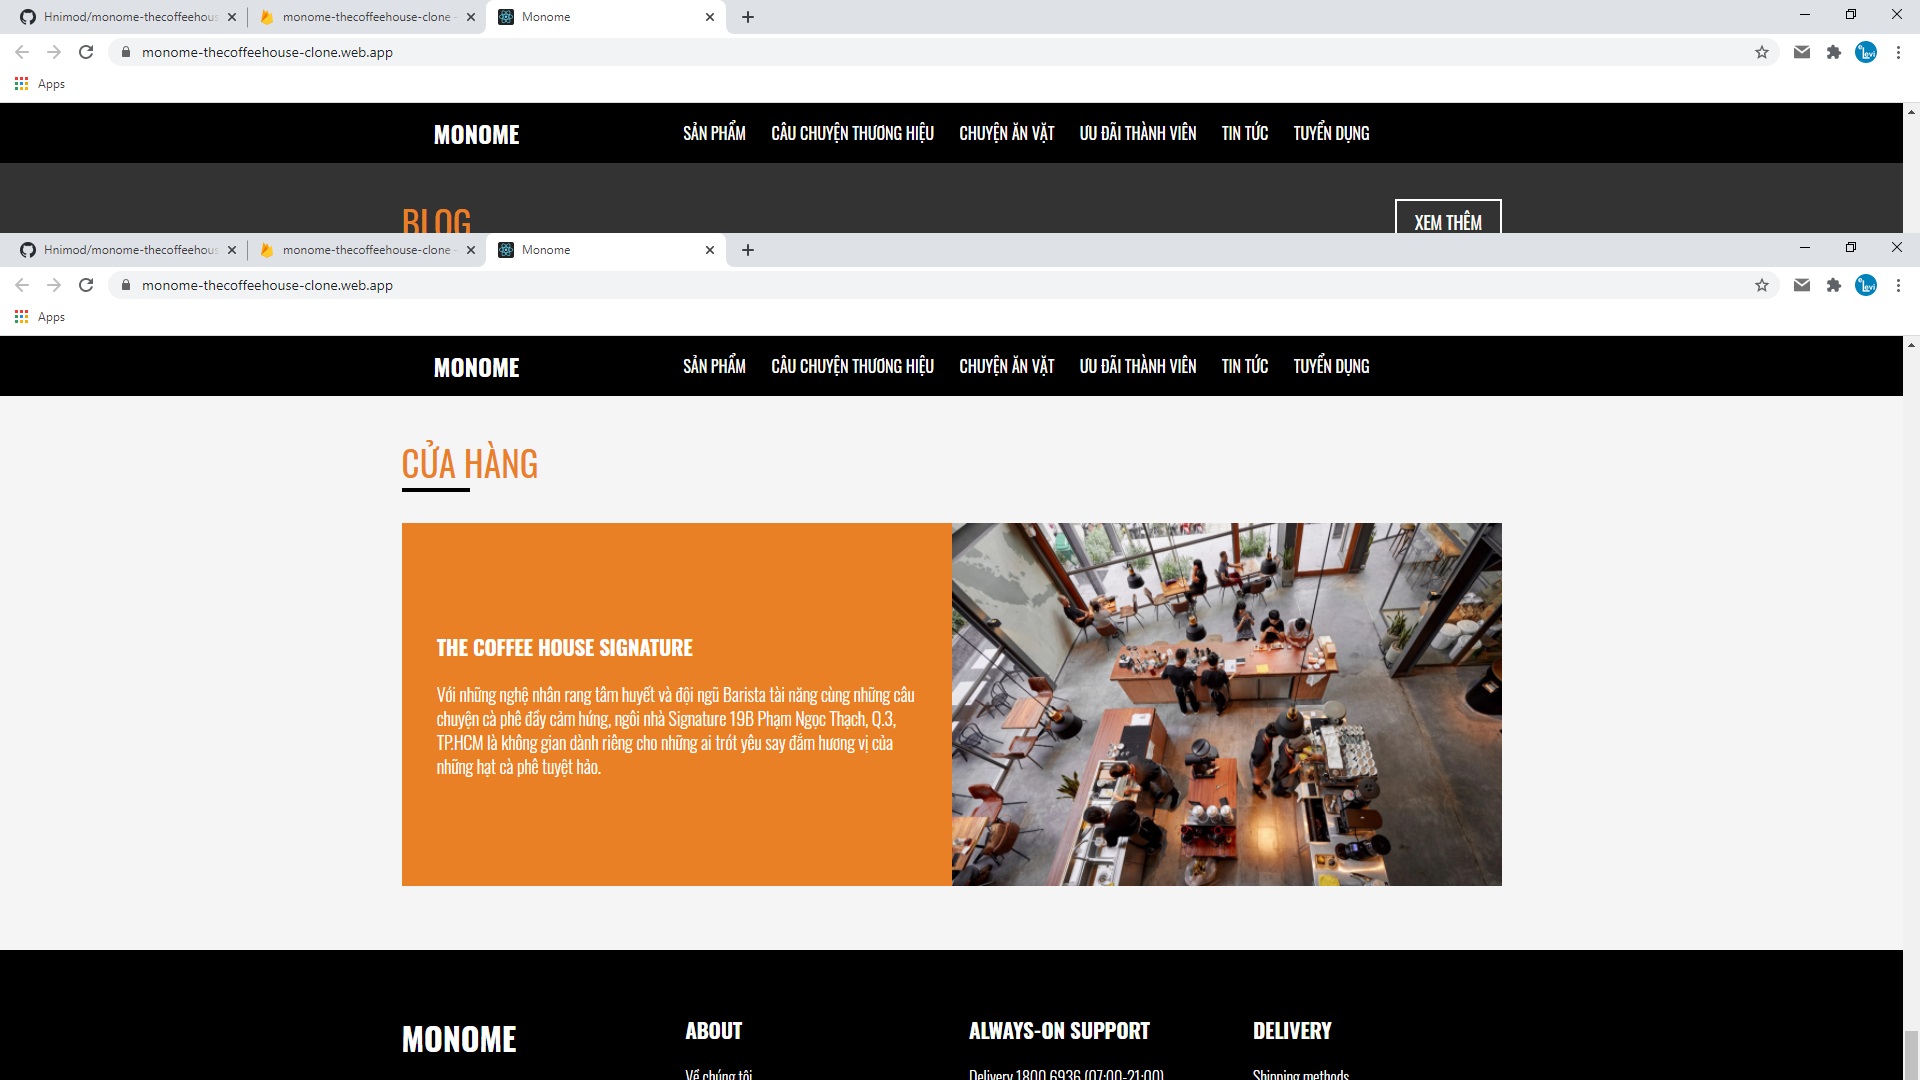 Hnimod/monome-thecoffeehous
monome-thecoffeehouse-clone -
Monome
monome-thecoffeehouse-clone.web.app
Apps
MONOME SẢN PHẨM CÂU CHUYỆN THƯƠNG HIỆU CHUYỆN ĂN VẶT ƯU ĐÃI THÀNH VIÊN TIN TỨC TUYỂN DỤNG
BLOG
XEM THÊM
Hnimod/monome-thecoffeehous
monome-thecoffeehouse-clone -
Monome
monome-thecoffeehouse-clone.web.app
Apps
MONOME SẢN PHẨM CÂU CHUYỆN THƯƠNG HIỆU CHUYỆN ĂN VẶT ƯU ĐÃI THÀNH VIÊN TIN TỨC TUYỂN DỤNG
CỬA HÀNG
THE COFFEE HOUSE SIGNATURE
Với những nghệ nhân rang tâm huyết và đội ngũ Barista tài năng cùng những câu
chuyện cà phê đầy cảm hứng, ngôi nhà Signature 19B Phạm Ngọc Thạch, Q.3,
TP.HCM là không gian dành riêng cho những ai trót yêu say đắm hương vị của
những hạt cà phê tuyệt hảo.
MONOME
ABOUT
Về chúng tôi
ALWAYS-ON SUPPORT
Delivery 1800 6936 (07:00-21:00)
DELIVERY
Shipping methods